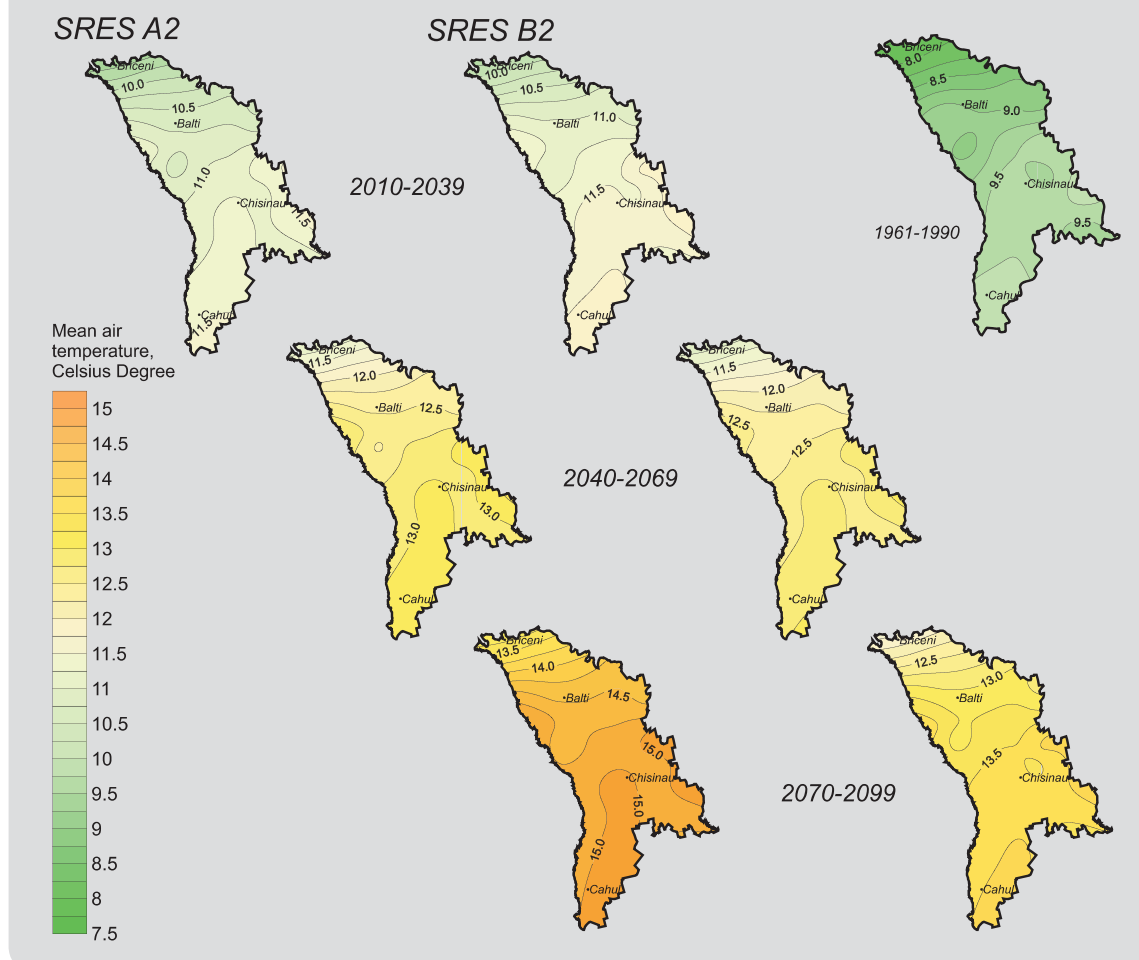 SRES A2
SRES B2
Briceni
10.0
10.5
Balti
11.0
Chisinau
11.5
Cahul
11.5
2010-2039
Briceni
10.0
10.5
11.0
Balti
11.5
Chisinau
Cahul
Briceni
8.0
8.5
Balti
9.0
9.5
Chisinau
9.5
Cahul
1961-1990
Mean air
temperature,
Celsius Degree
15
14.5
14
13.5
13
12.5
12
11.5
11
10.5
10
9.5
9
8.5
8
7.5
Briceni
11.5
12.0
Balti
12.5
Chisinau
13.0
13.0
Cahul
2040-2069
Briceni
11.5
12.0
Balti
12.5
12.5
Chisinau
Cahul
Briceni
13.5
14.0
Balti
14.5
15.0
Chisinau
15.0
15.0
Cahul
2070-2099
Briceni
12.5
13.0
Balti
13.5
Chisinau
Cahul